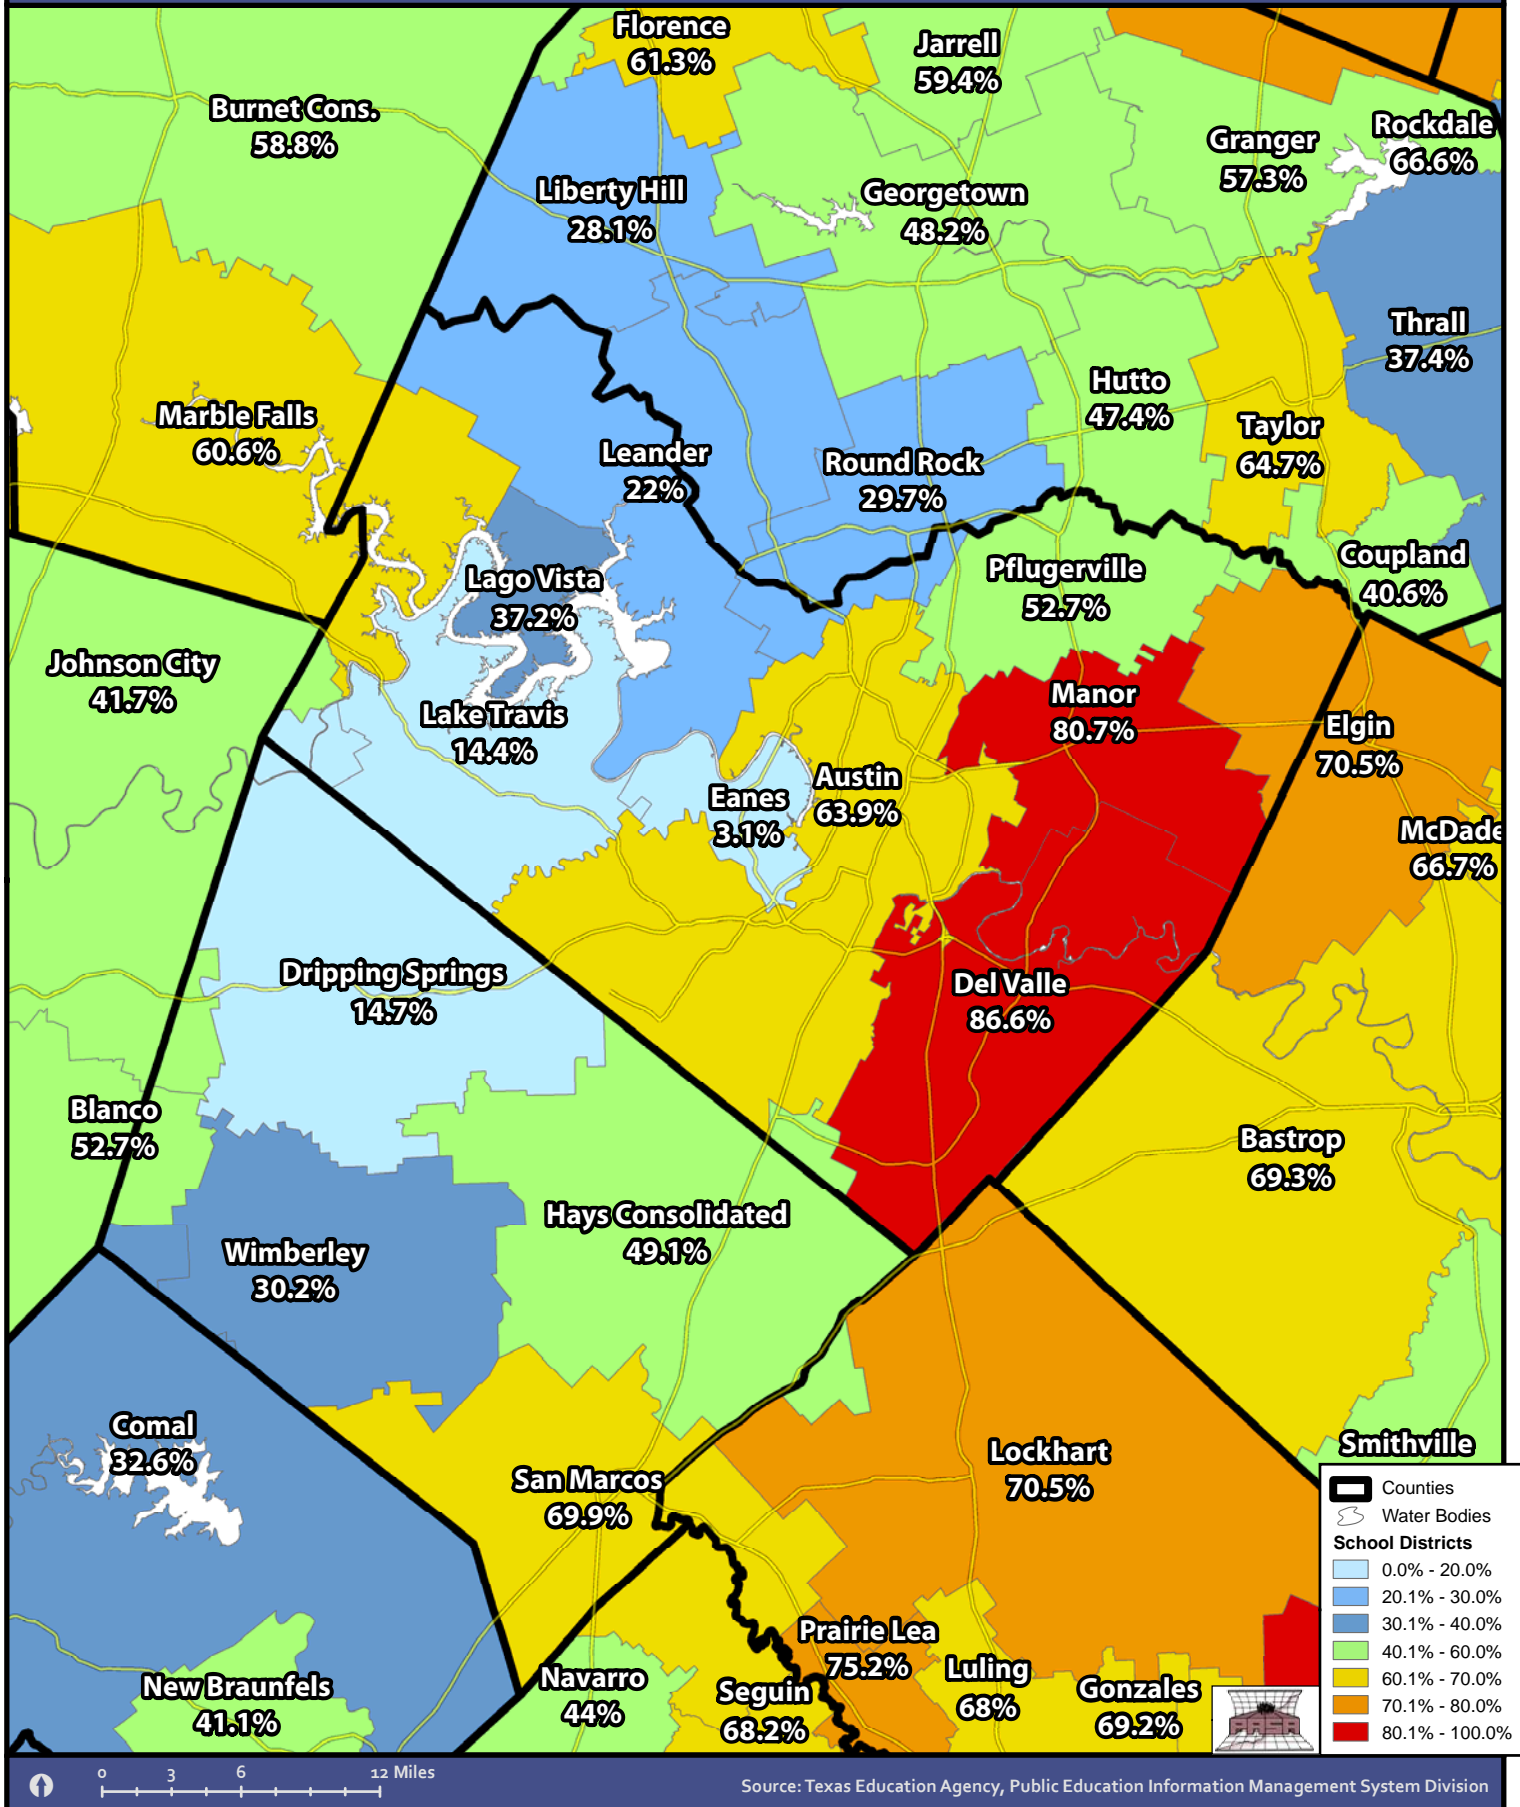 Florence
61.3%
Jarrell
59.4%
Burnet Cons.
58.8%
Rockdale
66.6%
Granger
57.3%
Liberty Hill
28.1%
Georgetown
48.2%
Thrall
37.4%
Marble Falls
60.6%
Hutto
47.4%
Taylor
64.7%
Leander
22%
Round Rock
29.7%
Coupland
40.6%
Pflugerville
52.7%
Lago Vista
37.2%
Johnson City
41.7%
Manor
80.7%
Lake Travis
14.4%
Elgin
70.5%
Austin
63.9%
Eanes
3.1%
McDade
66.7%
Dripping Springs
14.7%
Del Valle
86.6%
Blanco
52.7%
Bastrop
69.3%
Hays Consolidated
49.1%
Wimberley
30.2%
Comal
32.6%
Lockhart
70.5%
Smithville
San Marcos
69.9%
Prairie Lea
75.2%
Luling
68%
Navarro
44%
New Braunfels
41.1%
Seguin
68.2%
Gonzales
69.2%
Counties
Water Bodies
School Districts
0.0% - 20.0%
20.1% - 30.0%
30.1% - 40.0%
40.1% - 60.0%
60.1% - 70.0%
70.1% - 80.0%
80.1% - 100.0%
PASA
0 3 6 12 Miles
Source: Texas Education Agency, Public Education Information Management System Division